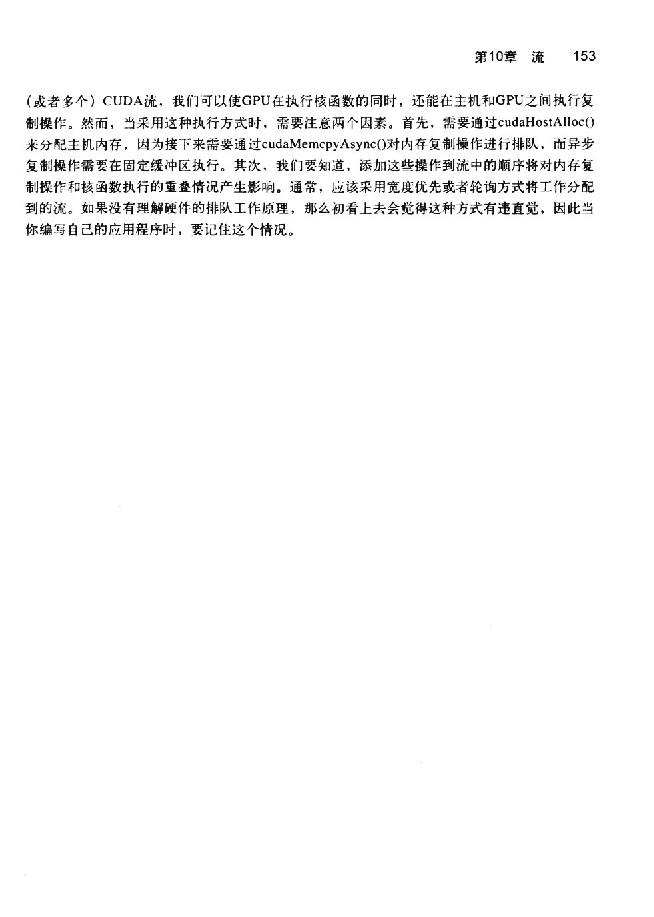 第10章 流 153
（或者多个）CUDA流，我们可以使GPU在执行核函数的同时，还能在主机和GPU之间执行复
制操作。然而，当采用这种执行方式时，需要注意两个因素。首先，需要通过cudaHostAlloc()
来分配主机内存，因为接下来需要通过cudaMemcpyAsync()对内存复制操作进行排队，而异步
复制操作需要在固定缓冲区执行。其次，我们要知道，添加这些操作到流中的顺序将对内存复
制操作和核函数执行的重叠情况产生影响。通常，应该采用宽度优先或者轮询方式将工作分配
到的流。如果没有理解硬件的排队工作原理，那么初看上去会觉得这种方式有违直觉，因此当
你编写自己的应用程序时，要记住这个情况。